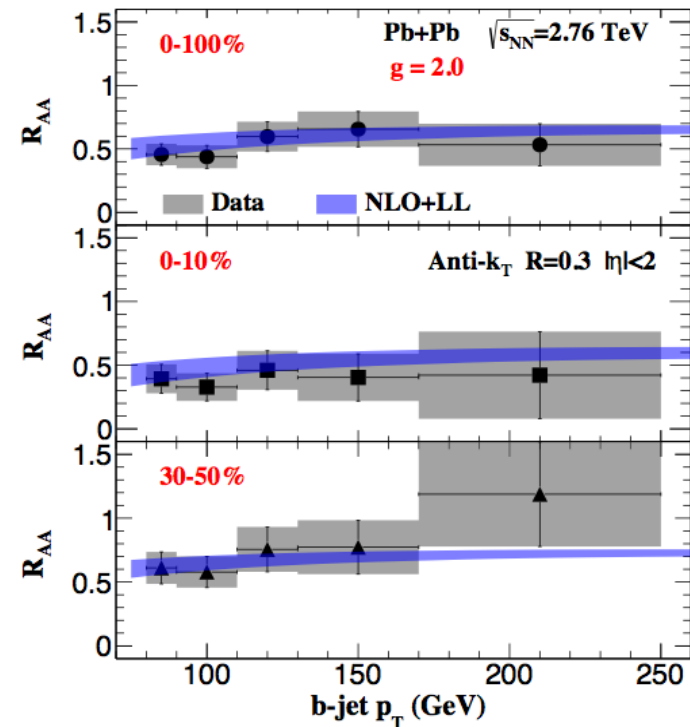 0-100%
Pb+Pb √s_NN=2.76 TeV
g = 2.0
1.5
1
0.5
0
R_AA
Data
NLO+LL
0-10%
Anti-k_T R=0.3 |η|<2
1.5
1
0.5
0
R_AA
30-50%
1.5
1
0.5
0
R_AA
100 150 200 250
b-jet p_T (GeV)